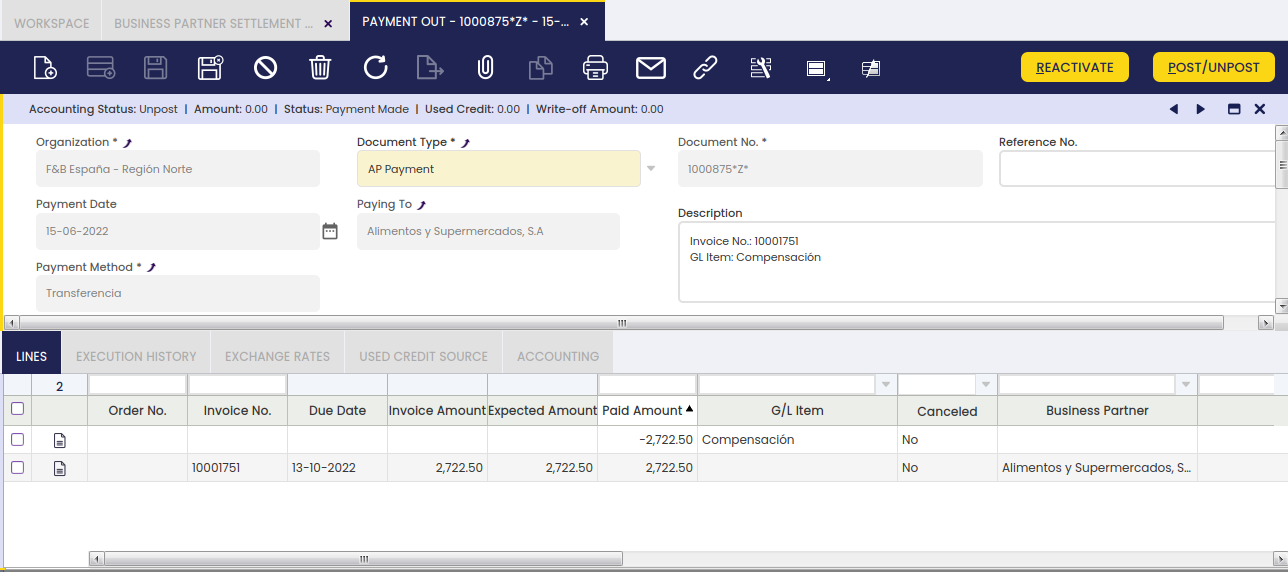 WORKSPACE BUSINESS PARTNER SETTLEMENT ... × PAYMENT OUT - 1000875*Z* - 15-... ×
REACTIVATE POST/UNPOST
Accounting Status: Unpost | Amount: 0.00 | Status: Payment Made | Used Credit: 0.00 | Write-off Amount: 0.00
Organization * Document Type * Document No. * Reference No.
F&B España - Región Norte AP Payment 1000875*Z*
Payment Date Paying To Description
15-06-2022 Alimentos y Supermercados, S.A
Invoice No.: 10001751
GL Item: Compensación
Payment Method *
Transferencia
LINES EXECUTION HISTORY EXCHANGE RATES USED CREDIT SOURCE ACCOUNTING
2
Order No. Invoice No. Due Date Invoice Amount Expected Amount Paid Amount G/L Item Canceled Business Partner
-2,722.50 Compensación No
10001751 13-10-2022 2,722.50 2,722.50 2,722.50 No Alimentos y Supermercados, S...